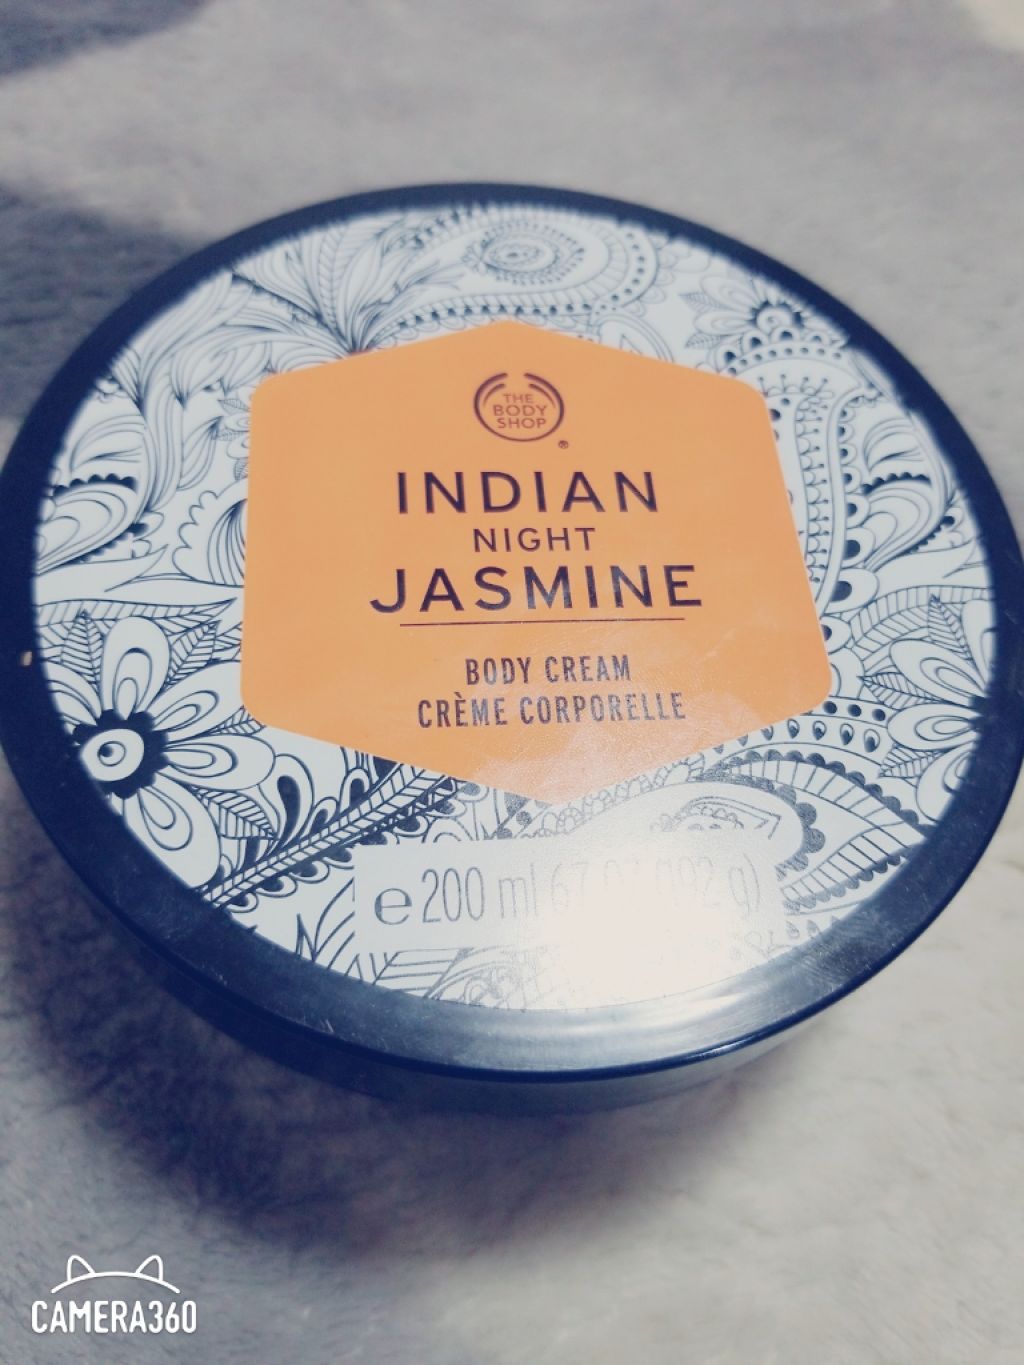 THE
BODY
SHOP
®
INDIAN
NIGHT
JASMINE
BODY CREAM
CRÈME CORPORELLE
e 200 ml
CAMERA360